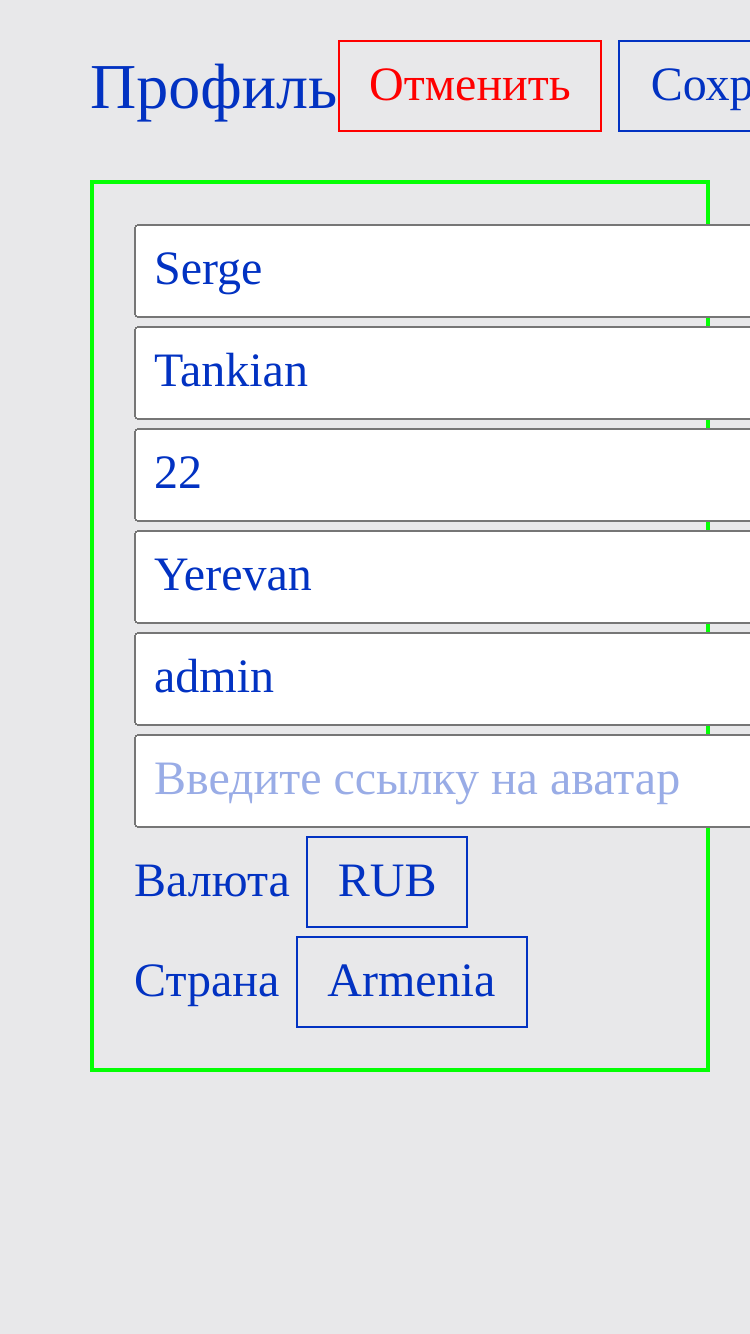 Профиль Отменить Сохр
Serge
Tankian
22
Yerevan
admin
Введите ссылку на аватар
Валюта RUB
Страна Armenia